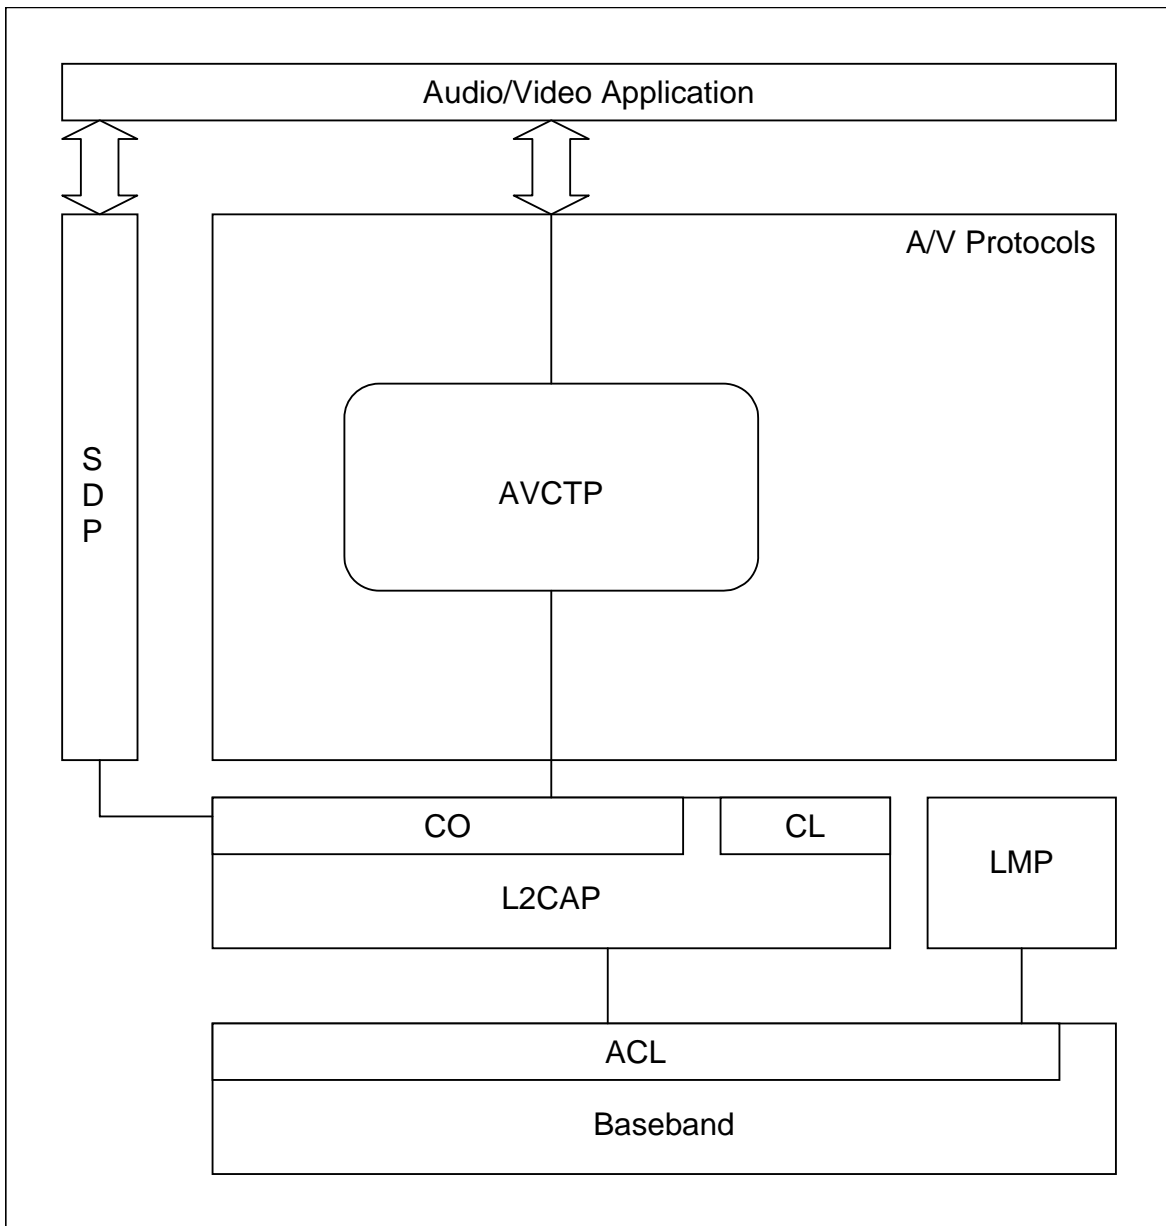 Audio/Video Application
A/V Protocols
S
D
P
AVCTP
CO
CL
L2CAP
LMP
ACL
Baseband